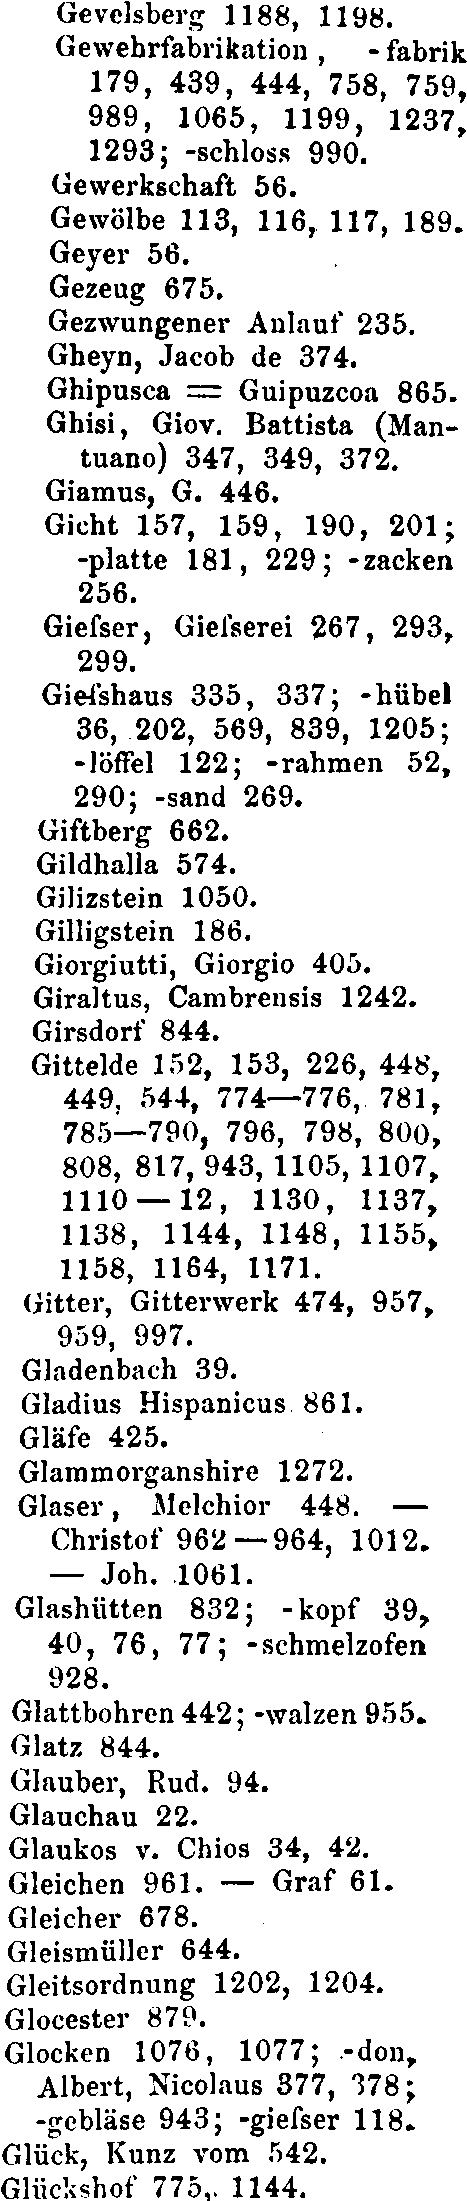 Gevelsberg 1188, 1198.
Gewehrfabrikation, -fabrik
179, 439, 444, 758, 759,
989, 1065, 1199, 1237,
1293; -schloss 990.
Gewerkschaft 56.
Gewölbe 113, 116, 117, 189.
Geyer 56.
Gezeug 675.
Gezwungener Anlauf 235.
Gheyn, Jacob de 374.
Ghipusca = Guipuzcoa 865.
Ghisi, Giov. Battista (Man-
tuano) 347, 349, 372.
Giamus, G. 446.
Gicht 157, 159, 190, 201;
-platte 181, 229; -zacken
256.
Gieſser, Gieſserei 267, 293,
299.
Gieſshaus 335, 337; -hübel
36, 202, 569, 839, 1205;
-löffel 122; -rahmen 52,
290; -sand 269.
Giftberg 662.
Gildhalla 574.
Gilizstein 1050.
Gilligstein 186.
Giorgiutti, Giorgio 405.
Giraltus, Cambrensis 1242.
Girsdorf 844.
Gittelde 152, 153, 226, 448,
449, 544, 774—776, 781,
785—790, 796, 798, 800,
808, 817, 943, 1105, 1107,
1110—12, 1130, 1137,
1138, 1144, 1148, 1155,
1158, 1164, 1171.
Gitter, Gitterwerk 474, 957,
959, 997.
Gladenbach 39.
Gladius Hispanicus 861.
Gläfe 425.
Glammorganshire 1272.
Glaser, Melchior 448. —
Christof 962—964, 1012.
— Joh. 1061.
Glashütten 832; -kopf 39,
40, 76, 77; -schmelzofen
928.
Glattbohren 442; -walzen 955.
Glatz 844.
Glauber, Rud. 94.
Glauchau 22.
Glaukos v. Chios 34, 42.
Gleichen 961. — Graf 61.
Gleicher 678.
Gleismüller 644.
Gleitsordnung 1202, 1204.
Glocester 879.
Glocken 1076, 1077; -don,
Albert, Nicolaus 377, 378;
-gebläse 943; -gieſser 118.
Glück, Kunz vom 542.
Glückshof 775, 1144.